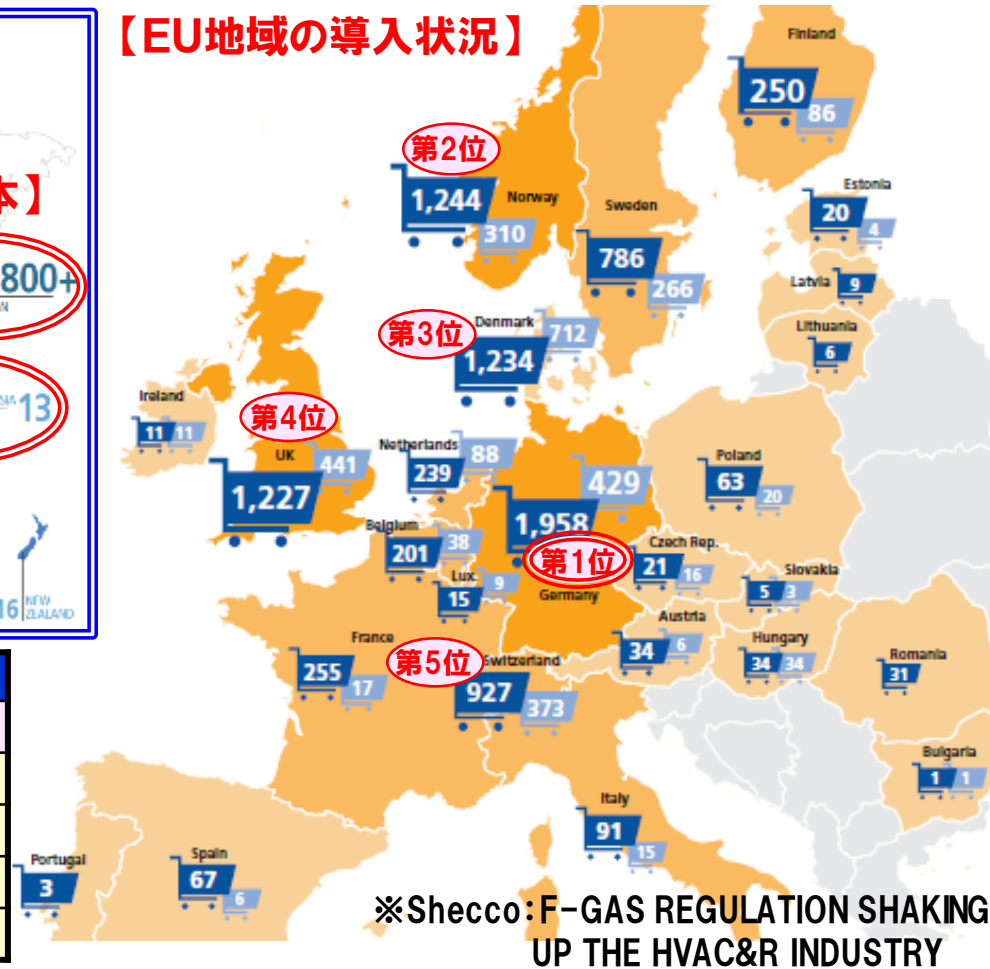 【EU地域の導入状況】
Finland
250
86
第2位
1,244
Norway
310
Sweden
786
266
Estonia
20
4
Latvia
9
Lithuania
6
本】
800+
第3位
Denmark
712
1,234
13
Ireland
11
11
第4位
UK
441
1,227
Netherlands
88
239
429
1,958
第1位
Germany
Poland
63
20
Belgium
38
201
Lux.
9
15
Czech Rep.
21
16
Slovakia
5
3
16
NEW
ZEALAND
Austria
34
6
Hungary
34
34
Romania
31
France
255
17
第5位
Switzerland
927
373
Bulgaria
1
1
Italy
91
15
Portugal
3
Spain
67
6
※Shecco:F-GAS REGULATION SHAKING
UP THE HVAC&R INDUSTRY